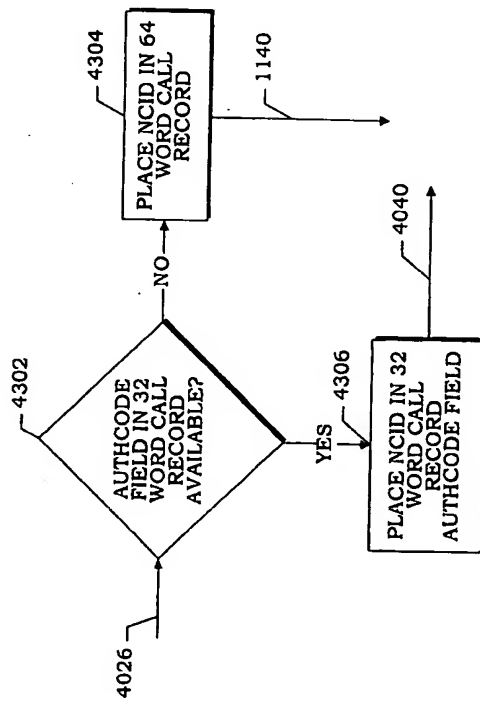 4026
4302
AUTHCODE
FIELD IN 32
WORD CALL
RECORD
AVAILABLE?
NO
4304
PLACE NCID IN 64
WORD CALL
RECORD
1140
YES
4306
PLACE NCID IN 32
WORD CALL
RECORD
AUTHCODE FIELD
4040